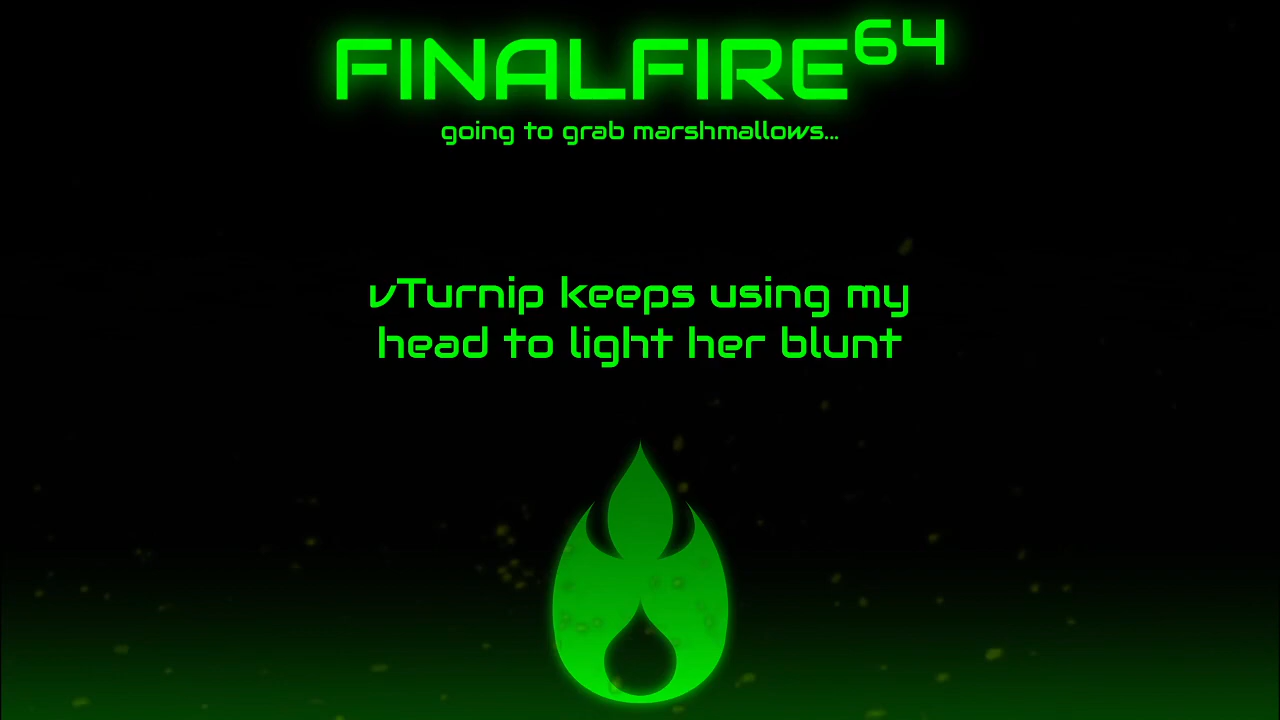 FINALFIRE⁶⁴
going to grab marshmallows...
vTurnip keeps using my
head to light her blunt